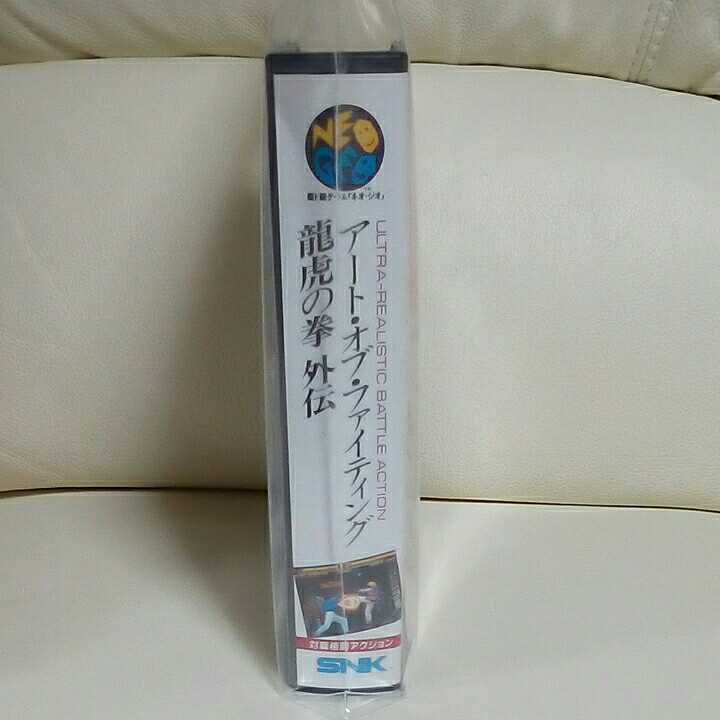 NEO
GEO
TM
ULTRA-REALISTIC BATTLE ACTION
アート・オブ・ファイティング
龍虎の拳 外伝
対戦格闘アクション
SNK